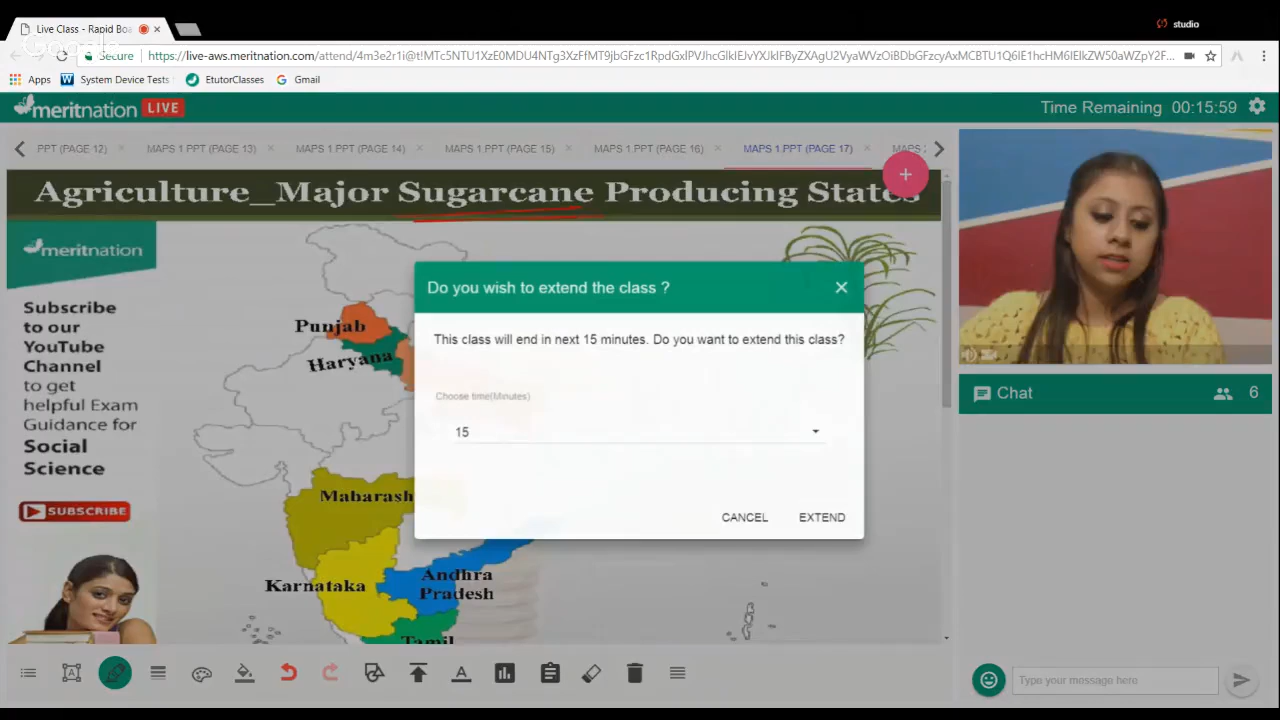 studio
Live Class - Rapid Boa
Secure
https://live-aws.meritnation.com/attend/
Apps
System Device Tests
EtutorClasses
Gmail
meritnation LIVE
Time Remaining 00:15:59
PPT (PAGE 12)
MAPS 1.PPT (PAGE 13)
MAPS 1.PPT (PAGE 14)
MAPS 1.PPT (PAGE 15)
MAPS 1.PPT (PAGE 16)
MAPS 1.PPT (PAGE 17)
MAPS
Agriculture_Major Sugarcane Producing States
meritnation
Subscribe
to our
YouTube
Channel
to get
helpful Exam
Guidance for
Social
Science
SUBSCRIBE
Punjab
Haryana
Maharash
Karnataka
Andhra
Pradesh
Tamil
Do you wish to extend the class ?
This class will end in next 15 minutes. Do you want to extend this class?
Choose time(Minutes)
15
CANCEL
EXTEND
Chat
6
Type your message here